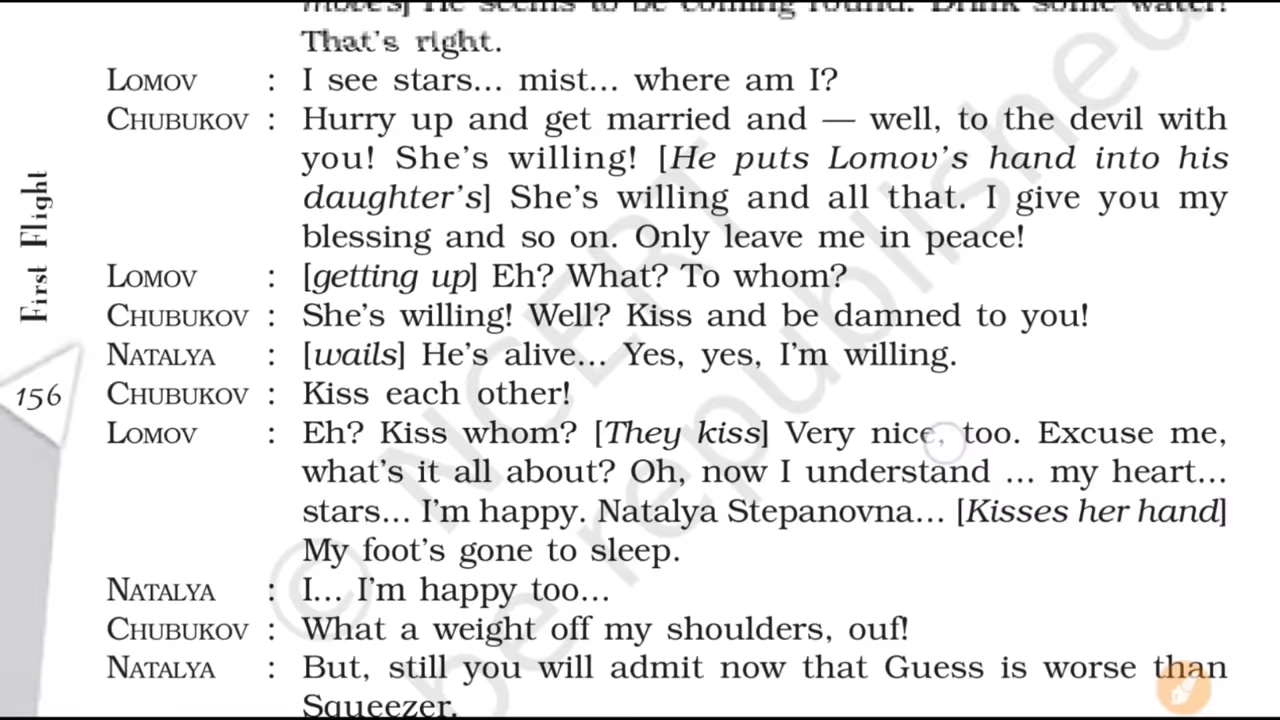 moves] He seems to be coming round. Drink some water!
That's right.
LOMOV : I see stars... mist... where am I?
CHUBUKOV : Hurry up and get married and — well, to the devil with
you! She's willing! [He puts Lomov's hand into his
daughter's] She's willing and all that. I give you my
blessing and so on. Only leave me in peace!
LOMOV : [getting up] Eh? What? To whom?
CHUBUKOV : She's willing! Well? Kiss and be damned to you!
NATALYA : [wails] He's alive... Yes, yes, I'm willing.
CHUBUKOV : Kiss each other!
LOMOV : Eh? Kiss whom? [They kiss] Very nice, too. Excuse me,
what's it all about? Oh, now I understand ... my heart...
stars... I'm happy. Natalya Stepanovna... [Kisses her hand]
My foot's gone to sleep.
NATALYA : I... I'm happy too...
CHUBUKOV : What a weight off my shoulders, ouf!
NATALYA : But, still you will admit now that Guess is worse than
Squeezer.
First Flight
156
© NCERT
be republished